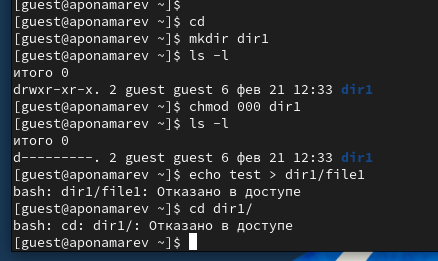 [guest@aponamarev ~]$
[guest@aponamarev ~]$ cd
[guest@aponamarev ~]$ mkdir dir1
[guest@aponamarev ~]$ ls -l
итого 0
drwxr-xr-x. 2 guest guest 6 фев 21 12:33 dir1
[guest@aponamarev ~]$ chmod 000 dir1
[guest@aponamarev ~]$ ls -l
итого 0
d---------. 2 guest guest 6 фев 21 12:33 dir1
[guest@aponamarev ~]$ echo test > dir1/file1
bash: dir1/file1: Отказано в доступе
[guest@aponamarev ~]$ cd dir1/
bash: cd: dir1/: Отказано в доступе
[guest@aponamarev ~]$